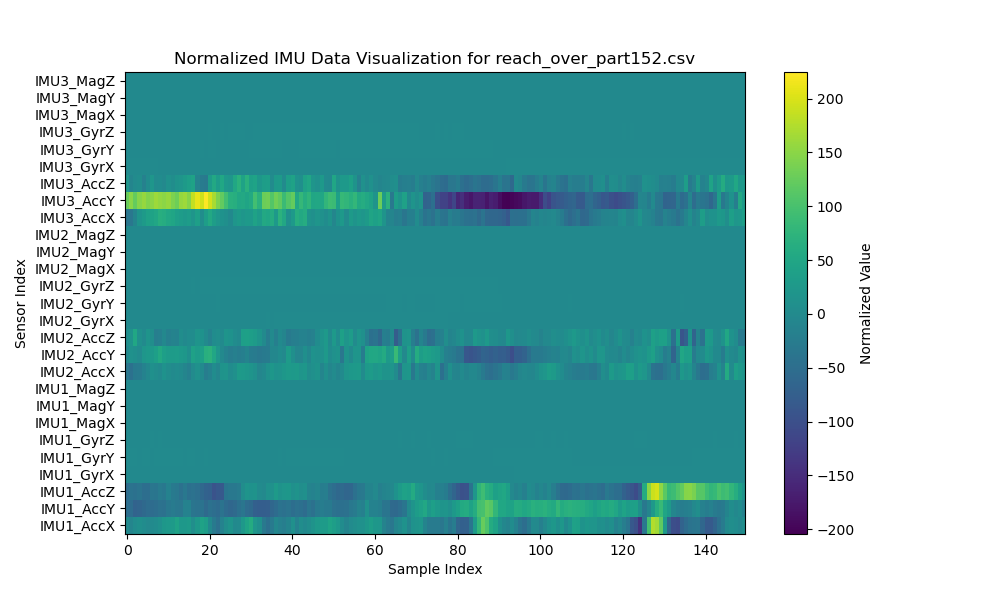 Normalized IMU Data Visualization for reach_over_part152.csv
IMU3_MagZ
IMU3_MagY
IMU3_MagX
IMU3_GyrZ
IMU3_GyrY
IMU3_GyrX
IMU3_AccZ
IMU3_AccY
IMU3_AccX
IMU2_MagZ
IMU2_MagY
IMU2_MagX
IMU2_GyrZ
IMU2_GyrY
IMU2_GyrX
IMU2_AccZ
IMU2_AccY
IMU2_AccX
IMU1_MagZ
IMU1_MagY
IMU1_MagX
IMU1_GyrZ
IMU1_GyrY
IMU1_GyrX
IMU1_AccZ
IMU1_AccY
IMU1_AccX
Sensor Index
0 20 40 60 80 100 120 140
Sample Index
200
150
100
50
0
−50
−100
−150
−200
Normalized Value